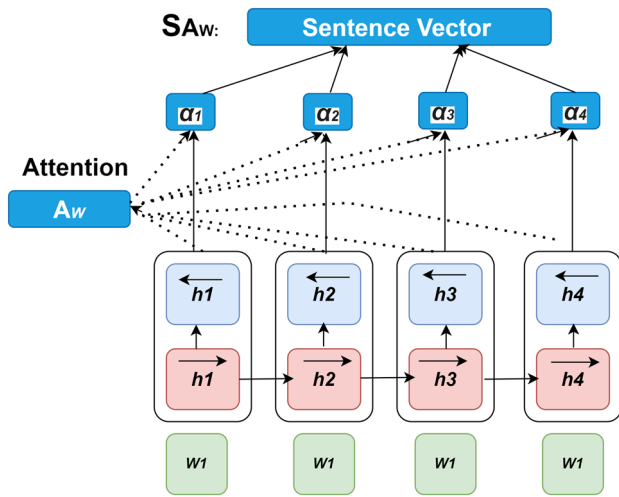 SAW: Sentence Vector
α1 α2 α3 α4
Attention
AW
h1 h2 h3 h4
h1 h2 h3 h4
W1 W1 W1 W1